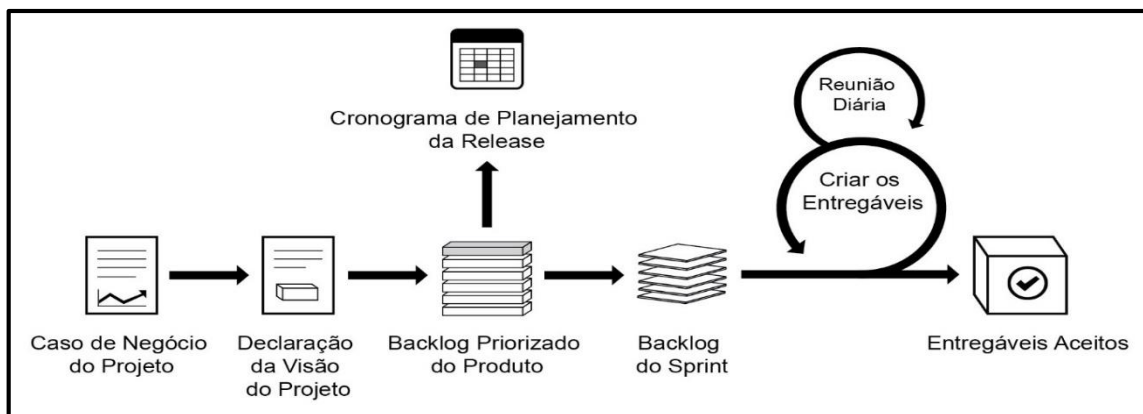 Cronograma de Planejamento
da Release
Reunião
Diária
Criar os
Entregáveis
Caso de Negócio
do Projeto
Declaração
da Visão
do Projeto
Backlog Priorizado
do Produto
Backlog
do Sprint
Entregáveis Aceitos